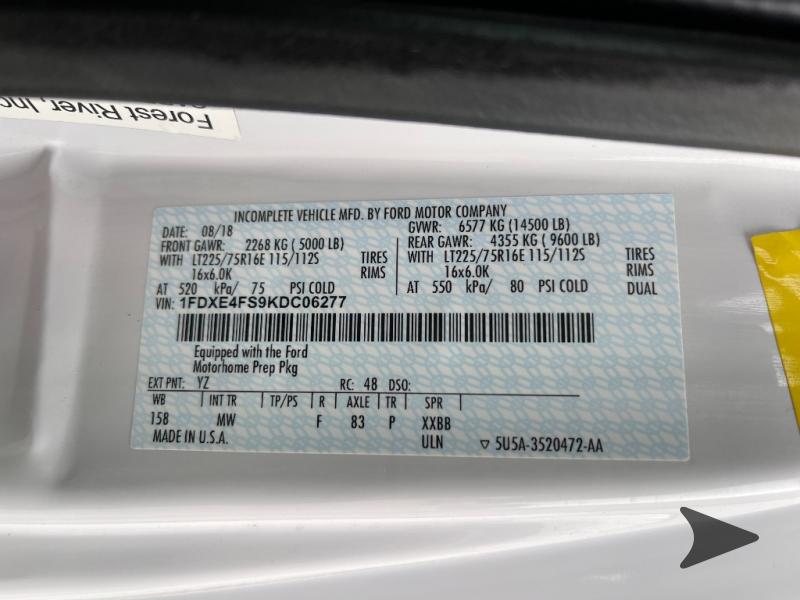 Forest River, Inc
INCOMPLETE VEHICLE MFD. BY FORD MOTOR COMPANY
DATE: 08/18 GVWR: 6577 KG (14500 LB)
FRONT GAWR: 2268 KG ( 5000 LB) REAR GAWR: 4355 KG ( 9600 LB)
WITH LT225/75R16E 115/112S TIRES WITH LT225/75R16E 115/112S TIRES
16x6.0K RIMS 16x6.0K RIMS
AT 520 kPa/ 75 PSI COLD AT 550 kPa/ 80 PSI COLD DUAL
VIN: 1FDXE4FS9KDC06277
Equipped with the Ford
Motorhome Prep Pkg
EXT PNT: YZ RC: 48 DSO:
WB INT TR TP/PS R AXLE TR SPR
158 MW F 83 P XXBB
MADE IN U.S.A. ULN ▽ 5U5A-3520472-AA